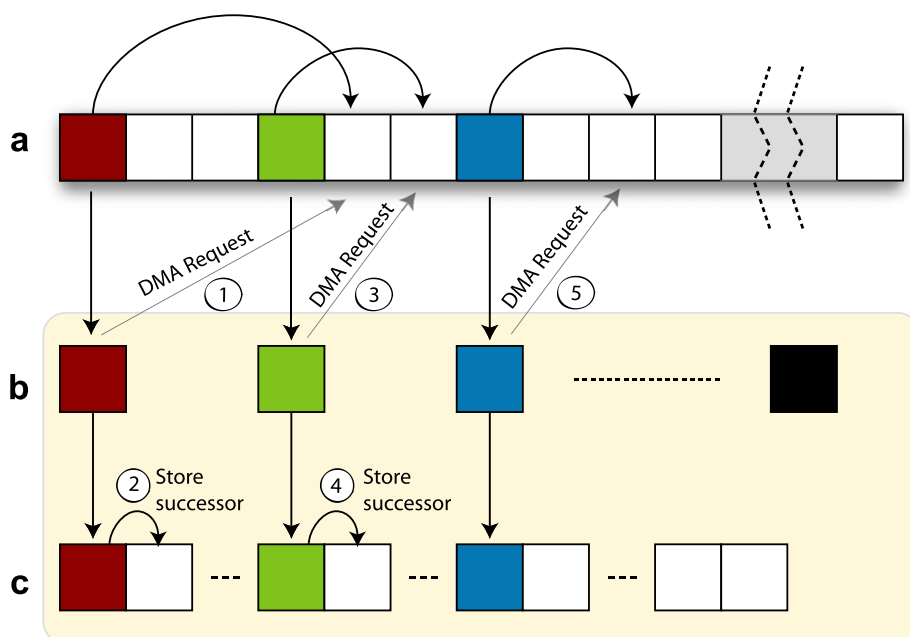 a
DMA Request
1
DMA Request
3
DMA Request
5
b
2
Store
successor
4
Store
successor
c